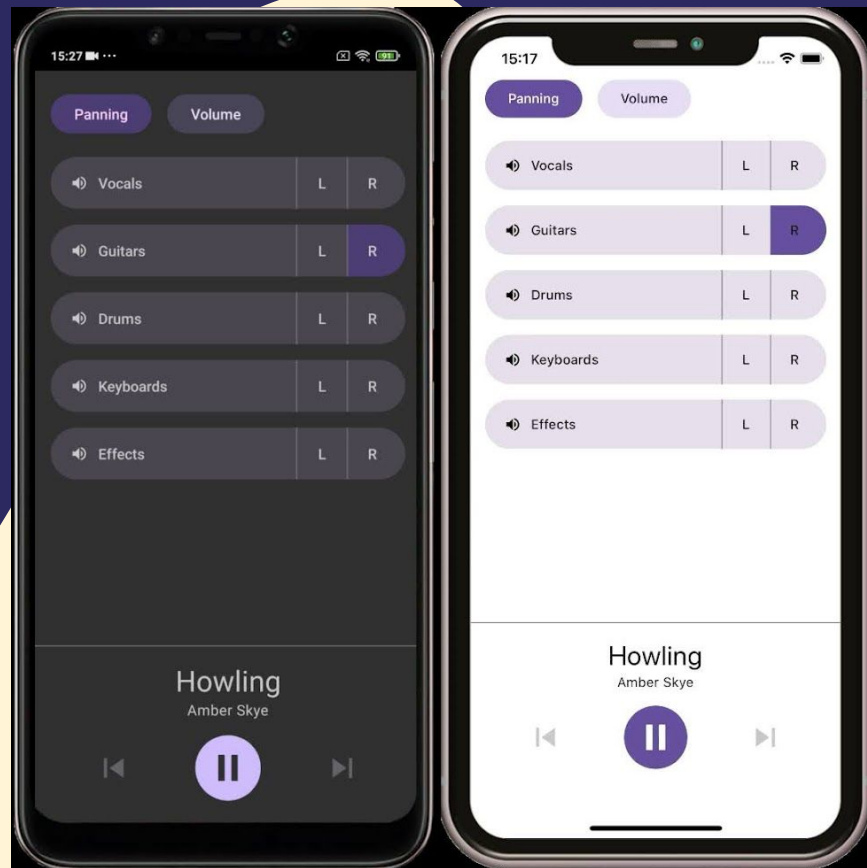 15:27
91
Panning Volume
Vocals L R
Guitars L R
Drums L R
Keyboards L R
Effects L R
Howling
Amber Skye
15:17
Panning Volume
Vocals L R
Guitars L R
Drums L R
Keyboards L R
Effects L R
Howling
Amber Skye